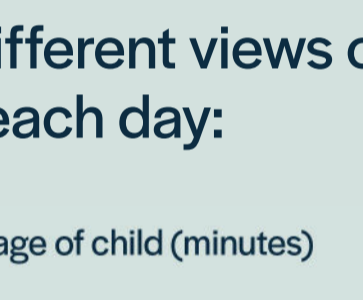 ifferent views o
each day:
age of child (minutes)